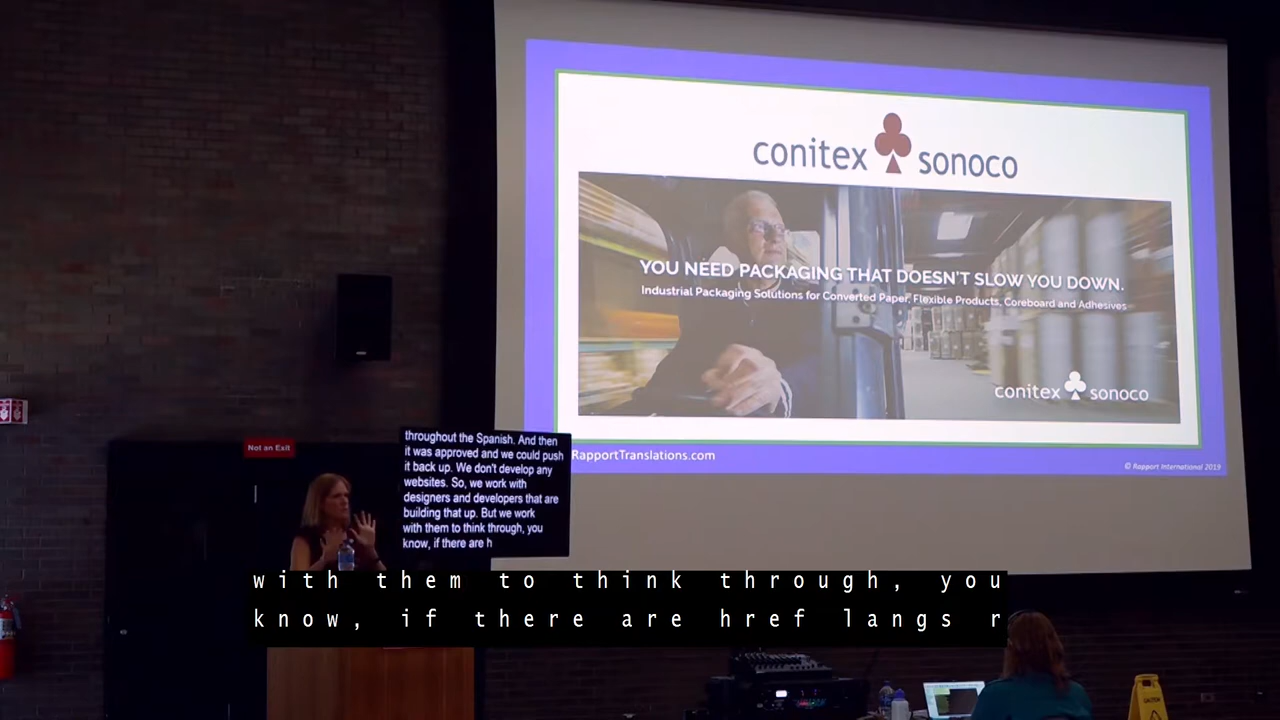 conitex sonoco
YOU NEED PACKAGING THAT DOESN'T SLOW YOU DOWN.
Industrial Packaging Solutions for Converted Paper, Flexible Products, Coreboard and Adhesives
conitex sonoco
RapportTranslations.com
© Rapport International 2019
Not an Exit
throughout the Spanish. And then
it was approved and we could push
it back up. We don't develop any
websites. So, we work with
designers and developers that are
building that up. But we work
with them to think through, you
know, if there are h
with them to think through, you
know, if there are href langs r
CAUTION